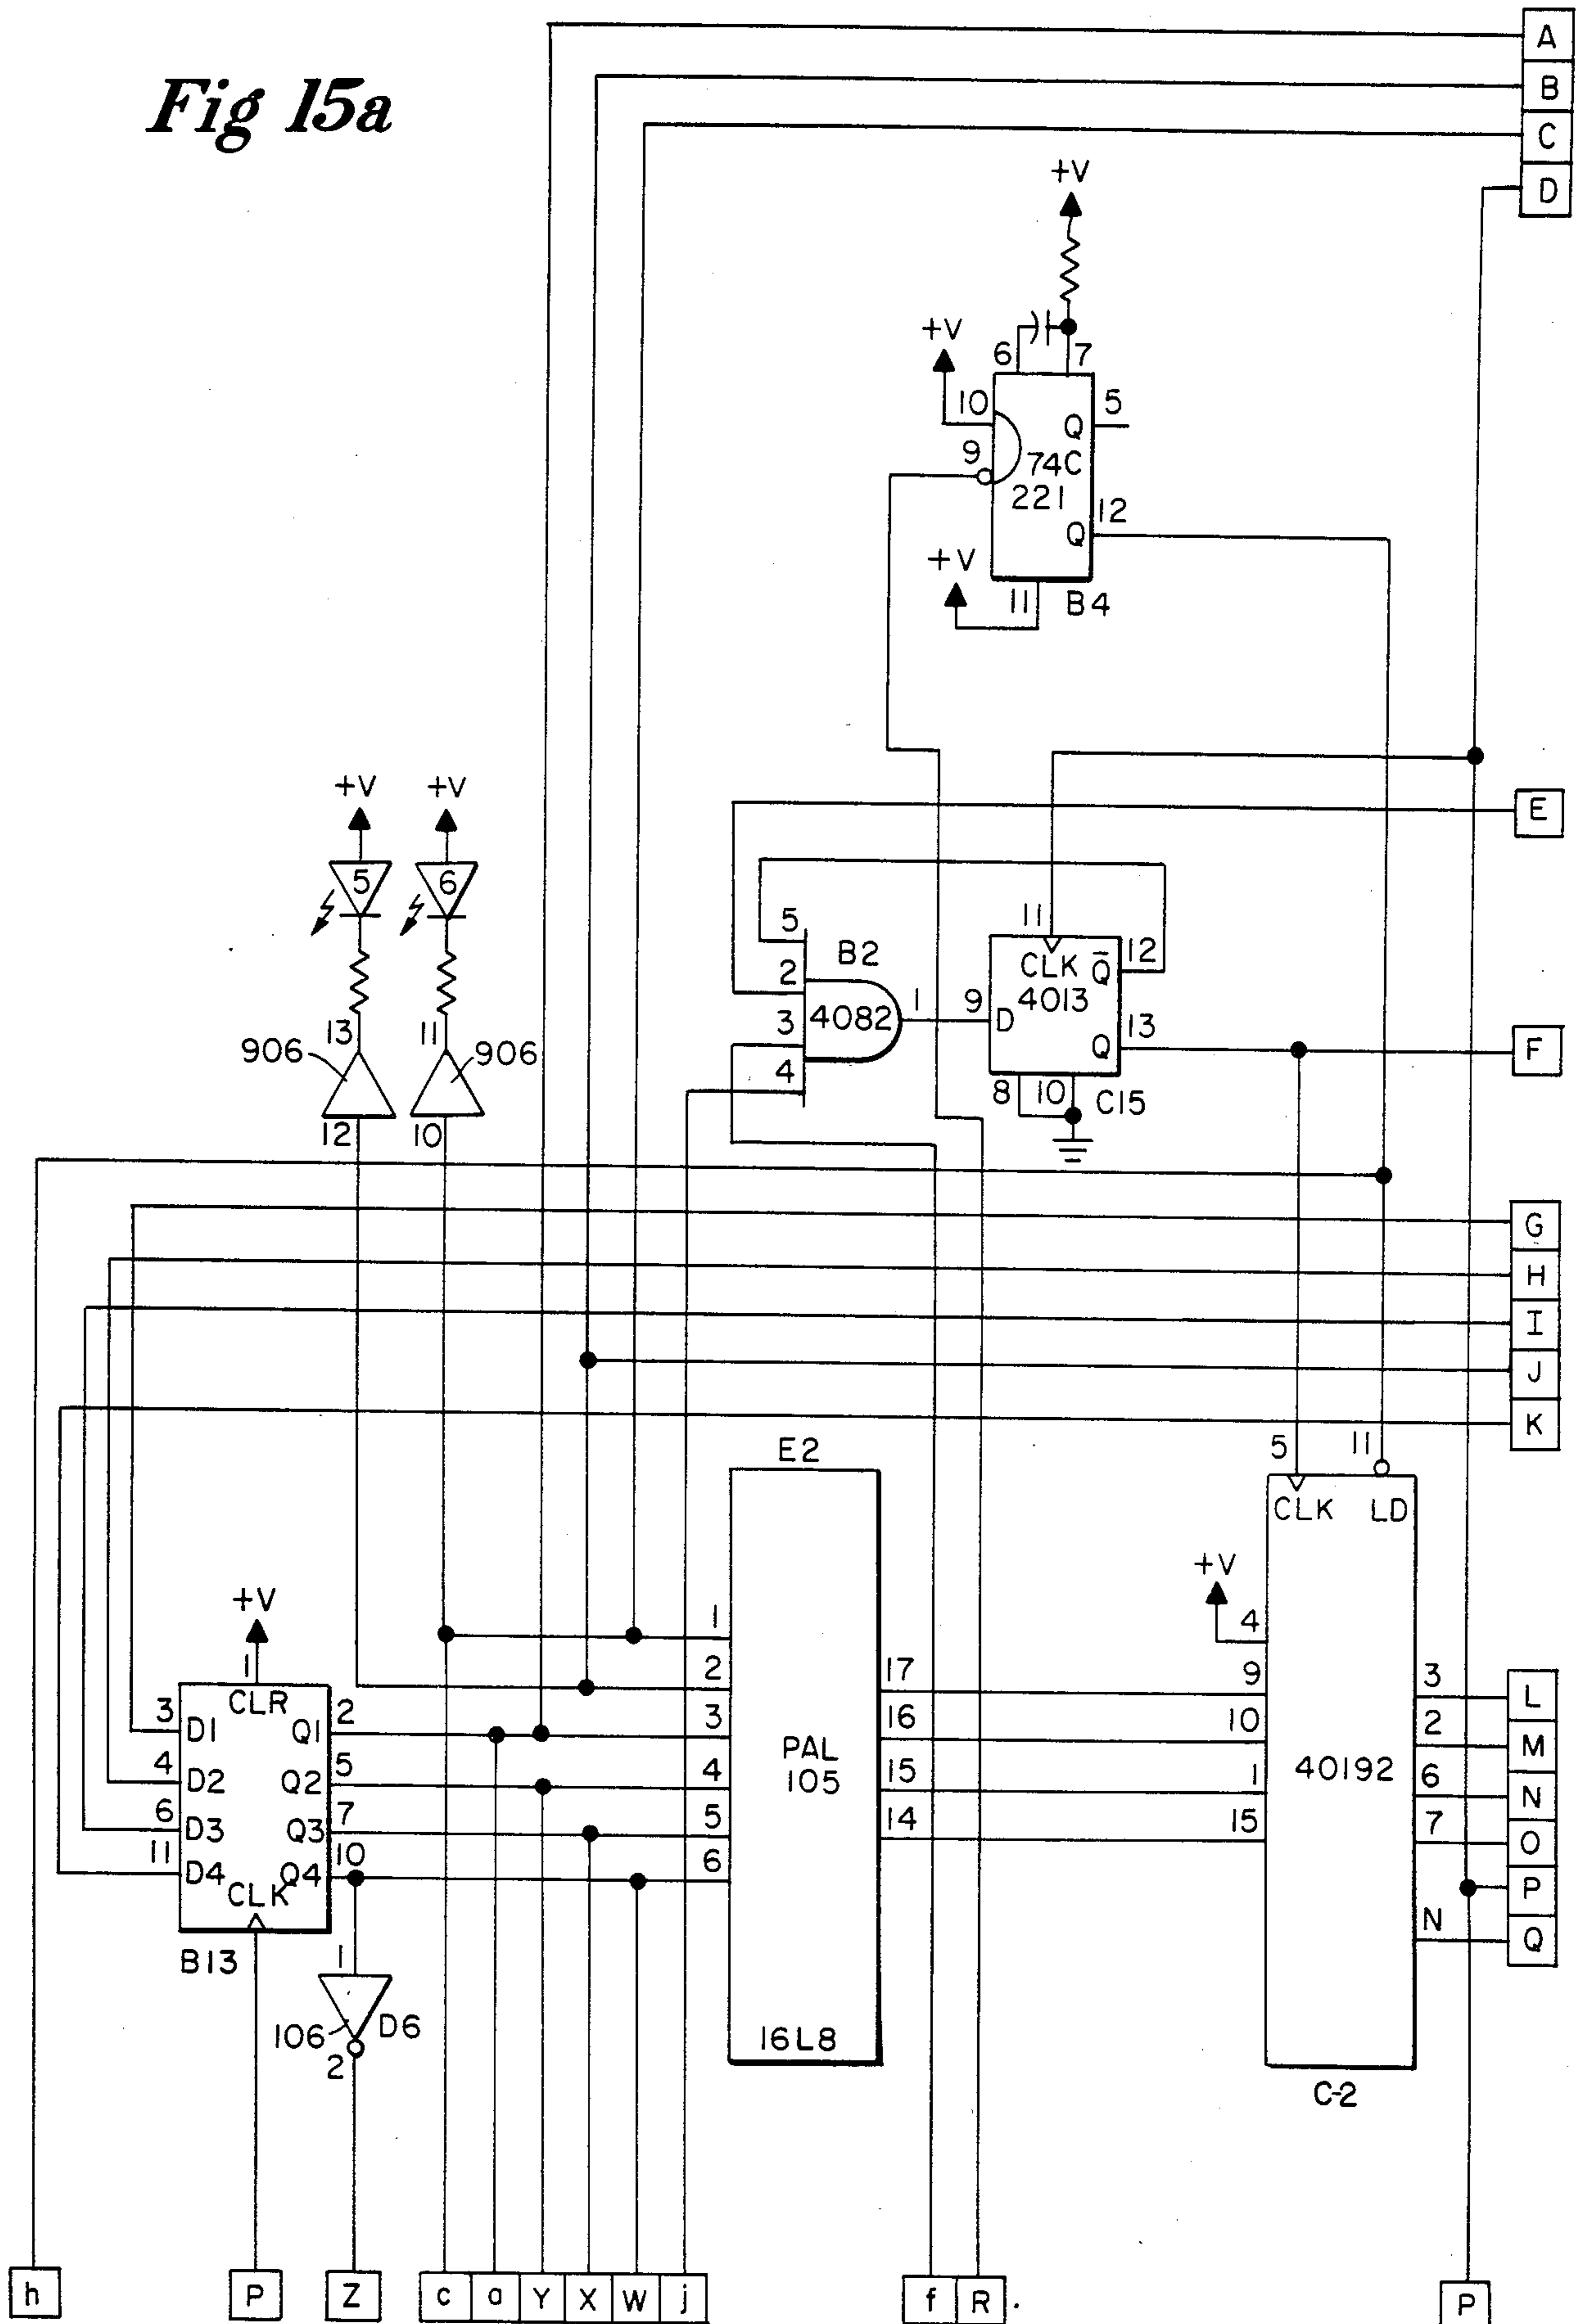 Fig 15a
A
B
C
D
+V
+V
6 7
10 Q 5
9 74C
221
Q 12
+V
11 B4
+V +V
E
5 6
5 B2 11
2 CLK Q̄ 12
4082 1 9 D 4013
3 Q 13
4
F
8 10 C15
13 11
906 906
12 10
G
H
I
J
K
E2
5 11
CLK LD
+V
4
+V
1
CLR
3 D1 Q1 2
4 D2 Q2 5
6 D3 Q3 7
11 D4 Q4 10
CLK
B13
1
106 D6
2
1
2
3
4
5
6
PAL
105
16L8
17 9
16 10
15 1
14 15
40192
C-2
3 L
2 M
6 N
7 O
P
N Q
h P Z c a Y X W j f R P